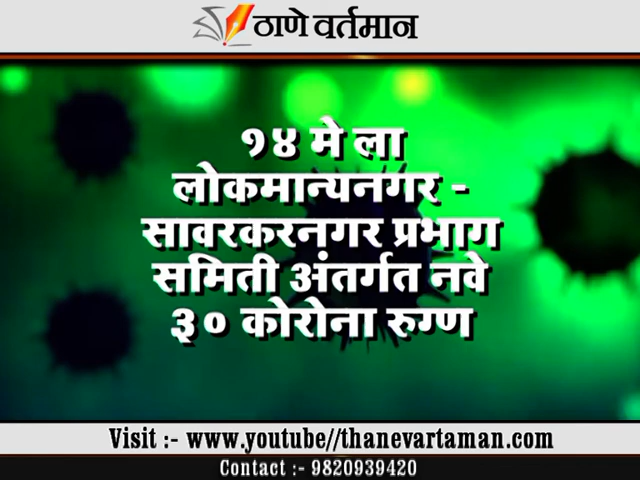 ठाणे वर्तमान
१४ मे ला
लोकमान्यनगर -
सावरकरनगर प्रभाग
समिती अंतर्गत नवे
३० कोरोना रुग्ण
Visit :- www.youtube//thanevartaman.com
Contact :- 9820939420